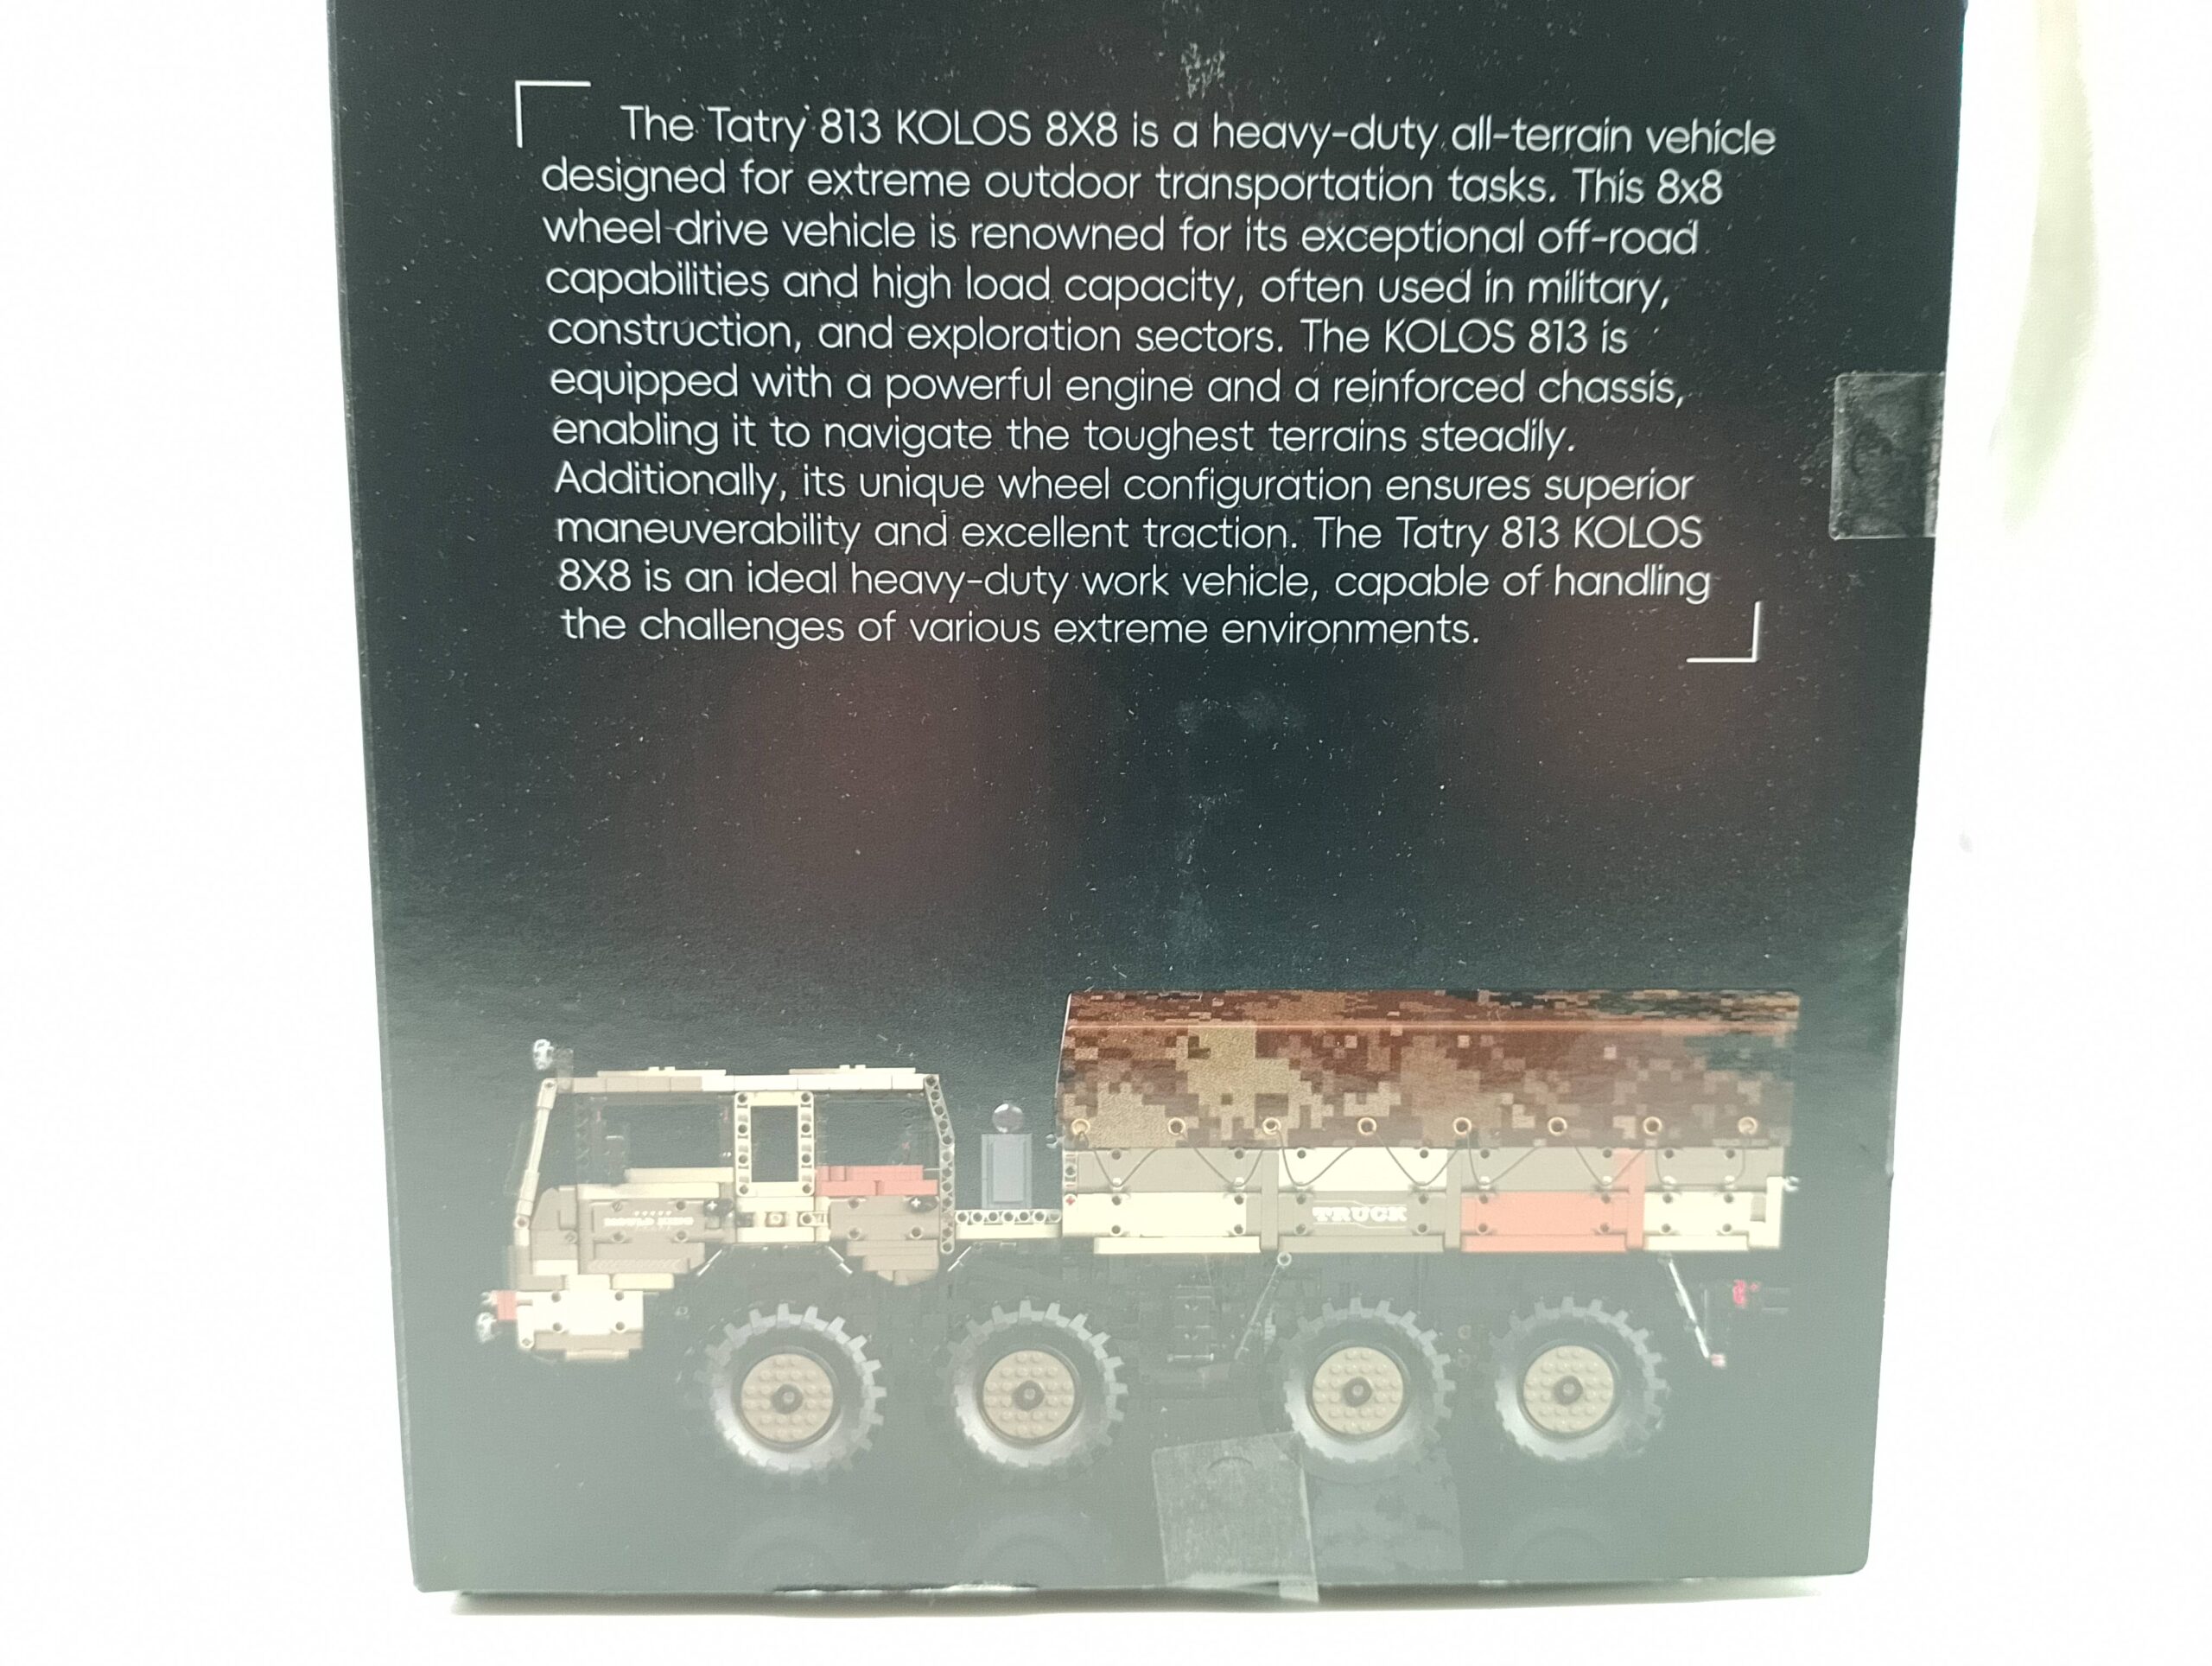 The Tatry 813 KOLOS 8X8 is a heavy-duty all-terrain vehicle
designed for extreme outdoor transportation tasks. This 8x8
wheel drive vehicle is renowned for its exceptional off-road
capabilities and high load capacity, often used in military,
construction, and exploration sectors. The KOLOS 813 is
equipped with a powerful engine and a reinforced chassis,
enabling it to navigate the toughest terrains steadily.
Additionally, its unique wheel configuration ensures superior
maneuverability and excellent traction. The Tatry 813 KOLOS
8X8 is an ideal heavy-duty work vehicle, capable of handling
the challenges of various extreme environments.
TRUCK